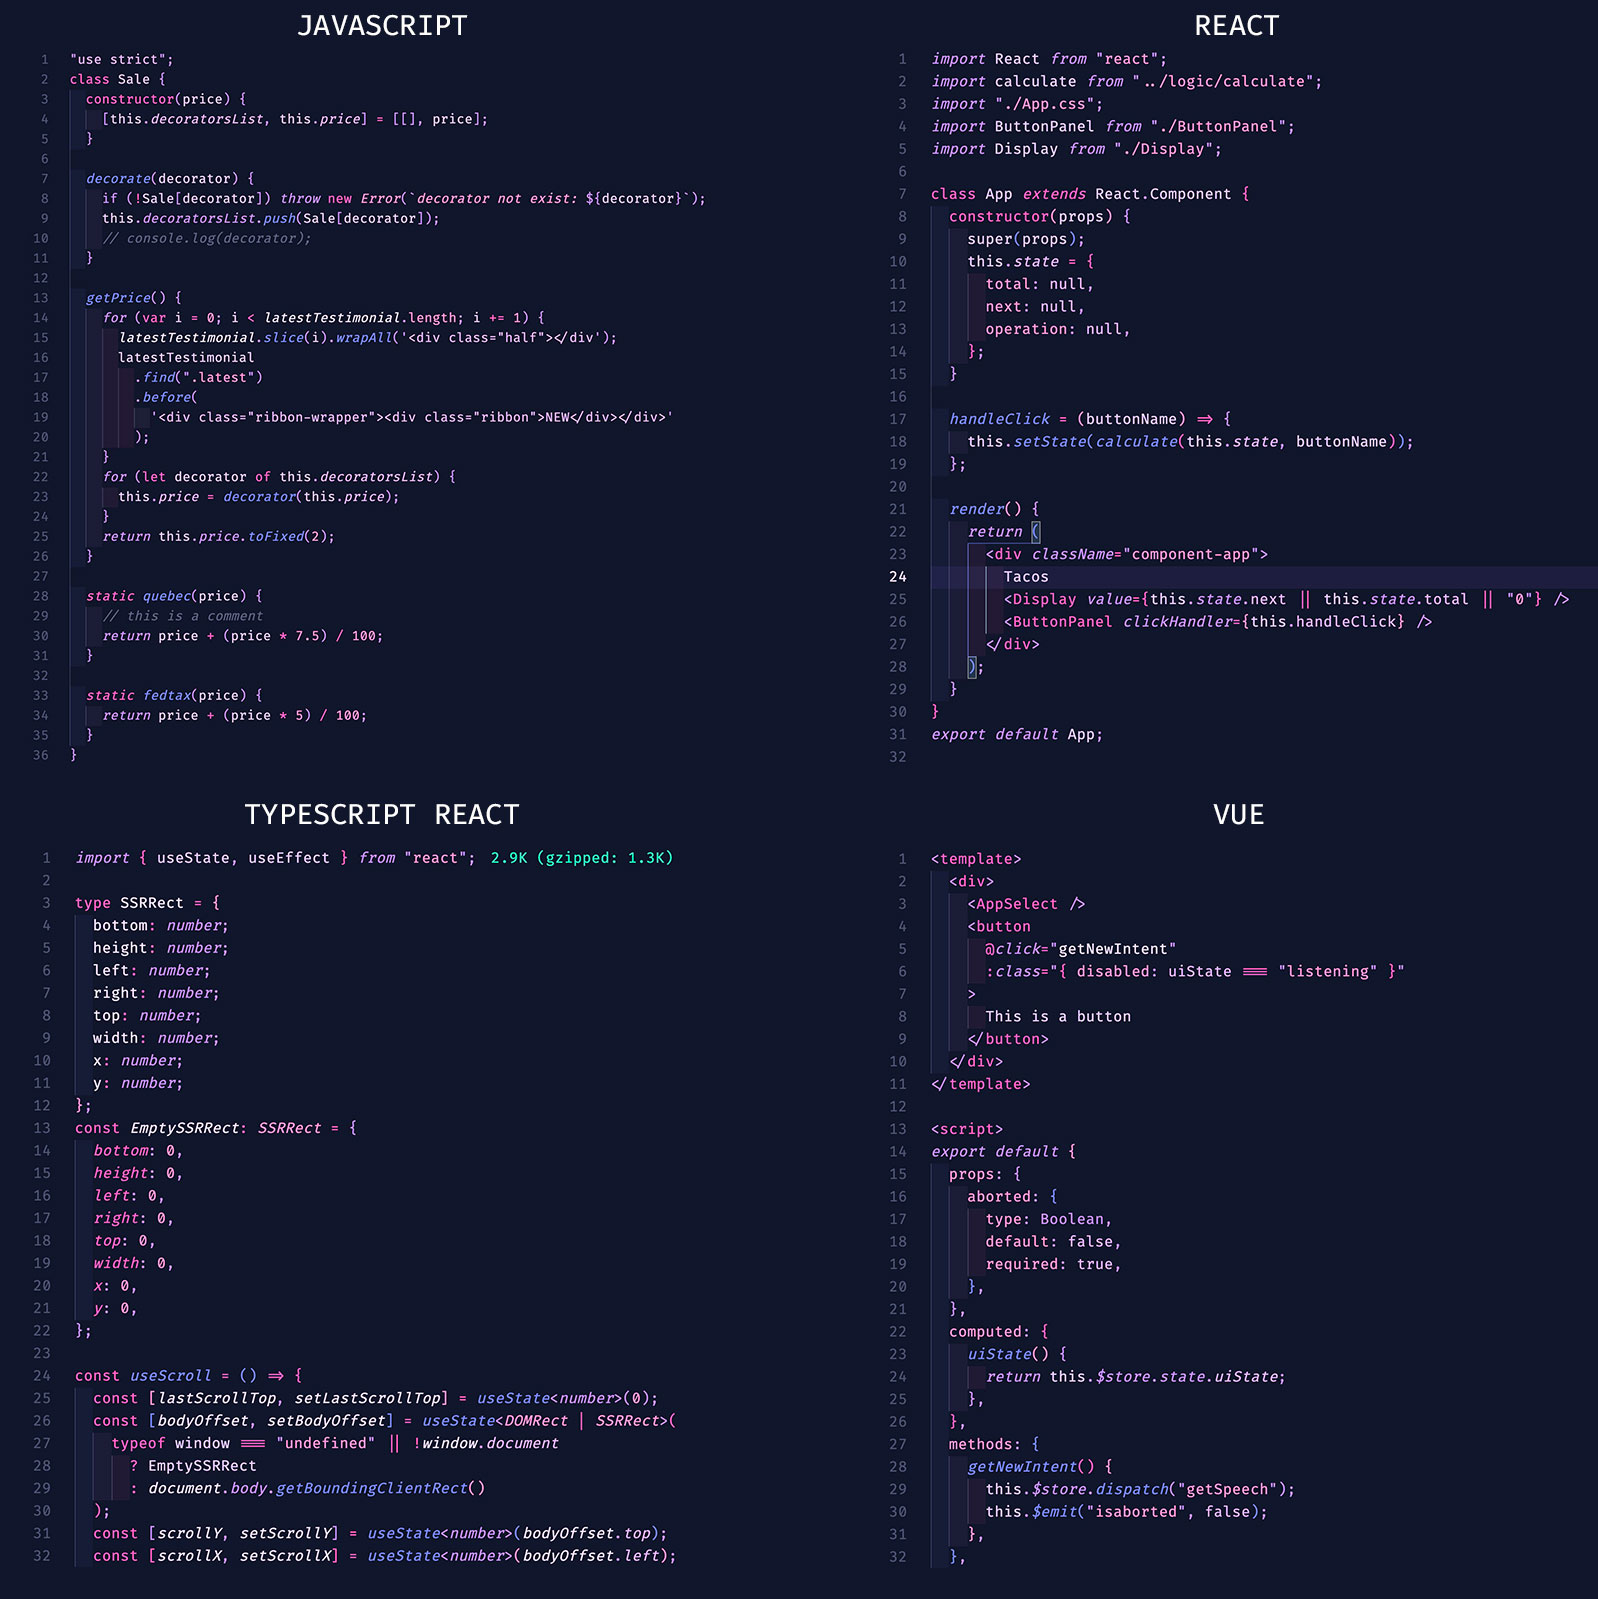 JAVASCRIPT
1 "use strict";
2 class Sale {
3 constructor(price) {
4 [this.decoratorsList, this.price] = [[], price];
5 }
6
7 decorate(decorator) {
8 if (!Sale[decorator]) throw new Error(`decorator not exist: ${decorator}`);
9 this.decoratorsList.push(Sale[decorator]);
10 // console.log(decorator);
11 }
12
13 getPrice() {
14 for (var i = 0; i < latestTestimonial.length; i += 1) {
15 latestTestimonial.slice(i).wrapAll('<div class="half"></div');
16 latestTestimonial
17 .find(".latest")
18 .before(
19 '<div class="ribbon-wrapper"><div class="ribbon">NEW</div></div>'
20 );
21 }
22 for (let decorator of this.decoratorsList) {
23 this.price = decorator(this.price);
24 }
25 return this.price.toFixed(2);
26 }
27
28 static quebec(price) {
29 // this is a comment
30 return price + (price * 7.5) / 100;
31 }
32
33 static fedtax(price) {
34 return price + (price * 5) / 100;
35 }
36 }
REACT
1 import React from "react";
2 import calculate from "../logic/calculate";
3 import "./App.css";
4 import ButtonPanel from "./ButtonPanel";
5 import Display from "./Display";
6
7 class App extends React.Component {
8 constructor(props) {
9 super(props);
10 this.state = {
11 total: null,
12 next: null,
13 operation: null,
14 };
15 }
16
17 handleClick = (buttonName) => {
18 this.setState(calculate(this.state, buttonName));
19 };
20
21 render() {
22 return (
23 <div className="component-app">
24 Tacos
25 <Display value={this.state.next || this.state.total || "0"} />
26 <ButtonPanel clickHandler={this.handleClick} />
27 </div>
28 );
29 }
30 }
31 export default App;
32
TYPESCRIPT REACT
1 import { useState, useEffect } from "react"; 2.9K (gzipped: 1.3K)
2
3 type SSRRect = {
4 bottom: number;
5 height: number;
6 left: number;
7 right: number;
8 top: number;
9 width: number;
10 x: number;
11 y: number;
12 };
13 const EmptySSRRect: SSRRect = {
14 bottom: 0,
15 height: 0,
16 left: 0,
17 right: 0,
18 top: 0,
19 width: 0,
20 x: 0,
21 y: 0,
22 };
23
24 const useScroll = () => {
25 const [lastScrollTop, setLastScrollTop] = useState<number>(0);
26 const [bodyOffset, setBodyOffset] = useState<DOMRect | SSRRect>(
27 typeof window === "undefined" || !window.document
28 ? EmptySSRRect
29 : document.body.getBoundingClientRect()
30 );
31 const [scrollY, setScrollY] = useState<number>(bodyOffset.top);
32 const [scrollX, setScrollX] = useState<number>(bodyOffset.left);
VUE
1 <template>
2 <div>
3 <AppSelect />
4 <button
5 @click="getNewIntent"
6 :class="{ disabled: uiState === "listening" }"
7 >
8 This is a button
9 </button>
10 </div>
11 </template>
12
13 <script>
14 export default {
15 props: {
16 aborted: {
17 type: Boolean,
18 default: false,
19 required: true,
20 },
21 },
22 computed: {
23 uiState() {
24 return this.$store.state.uiState;
25 },
26 },
27 methods: {
28 getNewIntent() {
29 this.$store.dispatch("getSpeech");
30 this.$emit("isaborted", false);
31 },
32 },